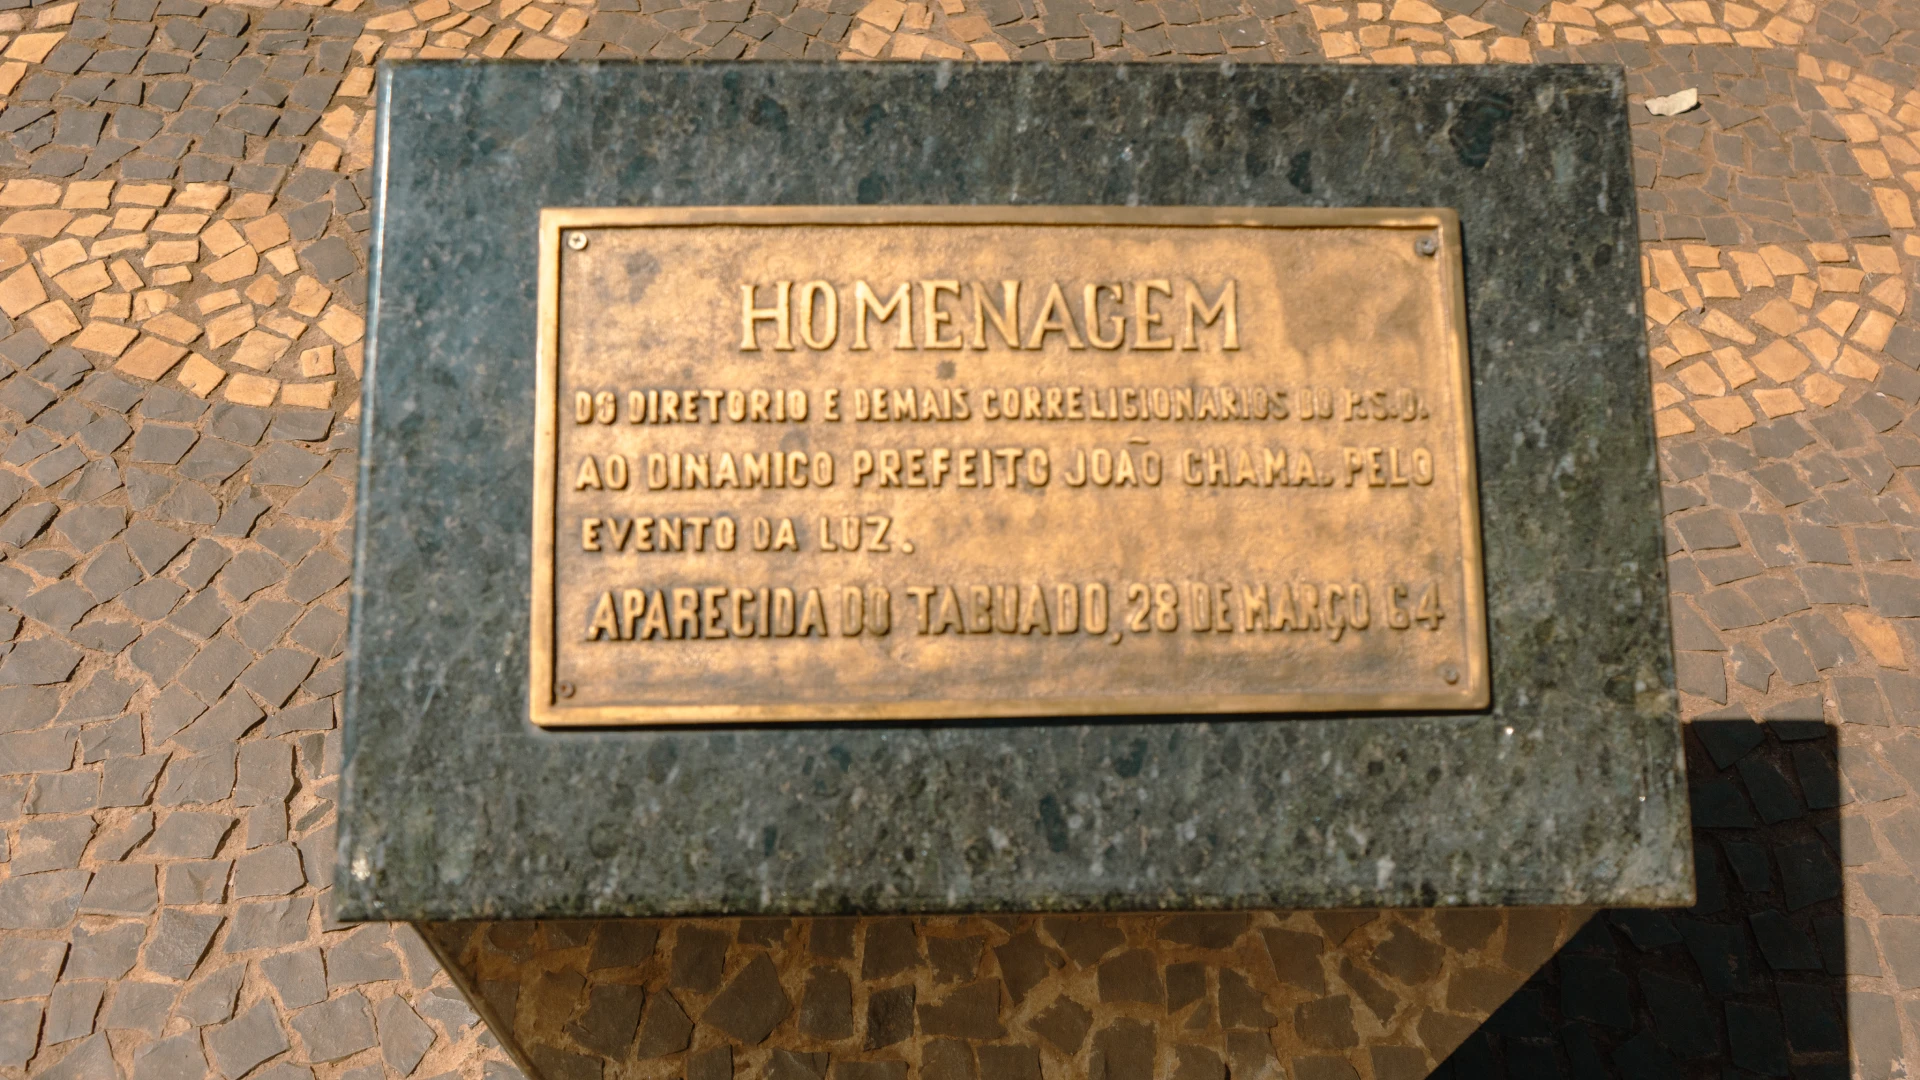 HOMENAGEM
DO DIRETORIO E DEMAIS CORRELIGIONARIOS DO P.S.D.
AO DINAMICO PREFEITO JOÃO CHAMA. PELO
EVENTO DA LUZ.
APARECIDA DO TABUADO, 28 DE MARÇO 64